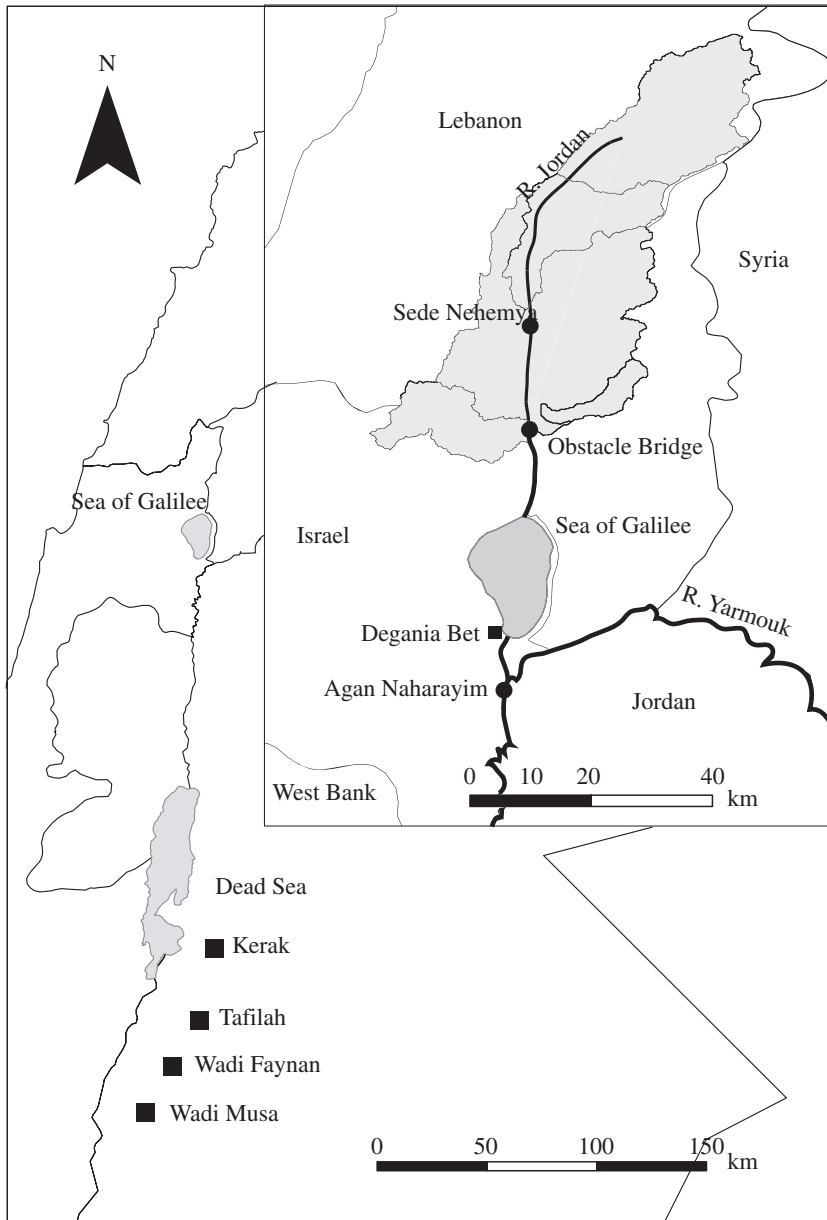 N
Lebanon
R. Jordan
Syria
Sede Nehemya
Obstacle Bridge
Sea of Galilee
Sea of Galilee
Israel
R. Yarmouk
Degania Bet
Agan Naharayim
Jordan
0 10 20 40
km
West Bank
Dead Sea
Kerak
Tafilah
Wadi Faynan
Wadi Musa
0 50 100 150
km